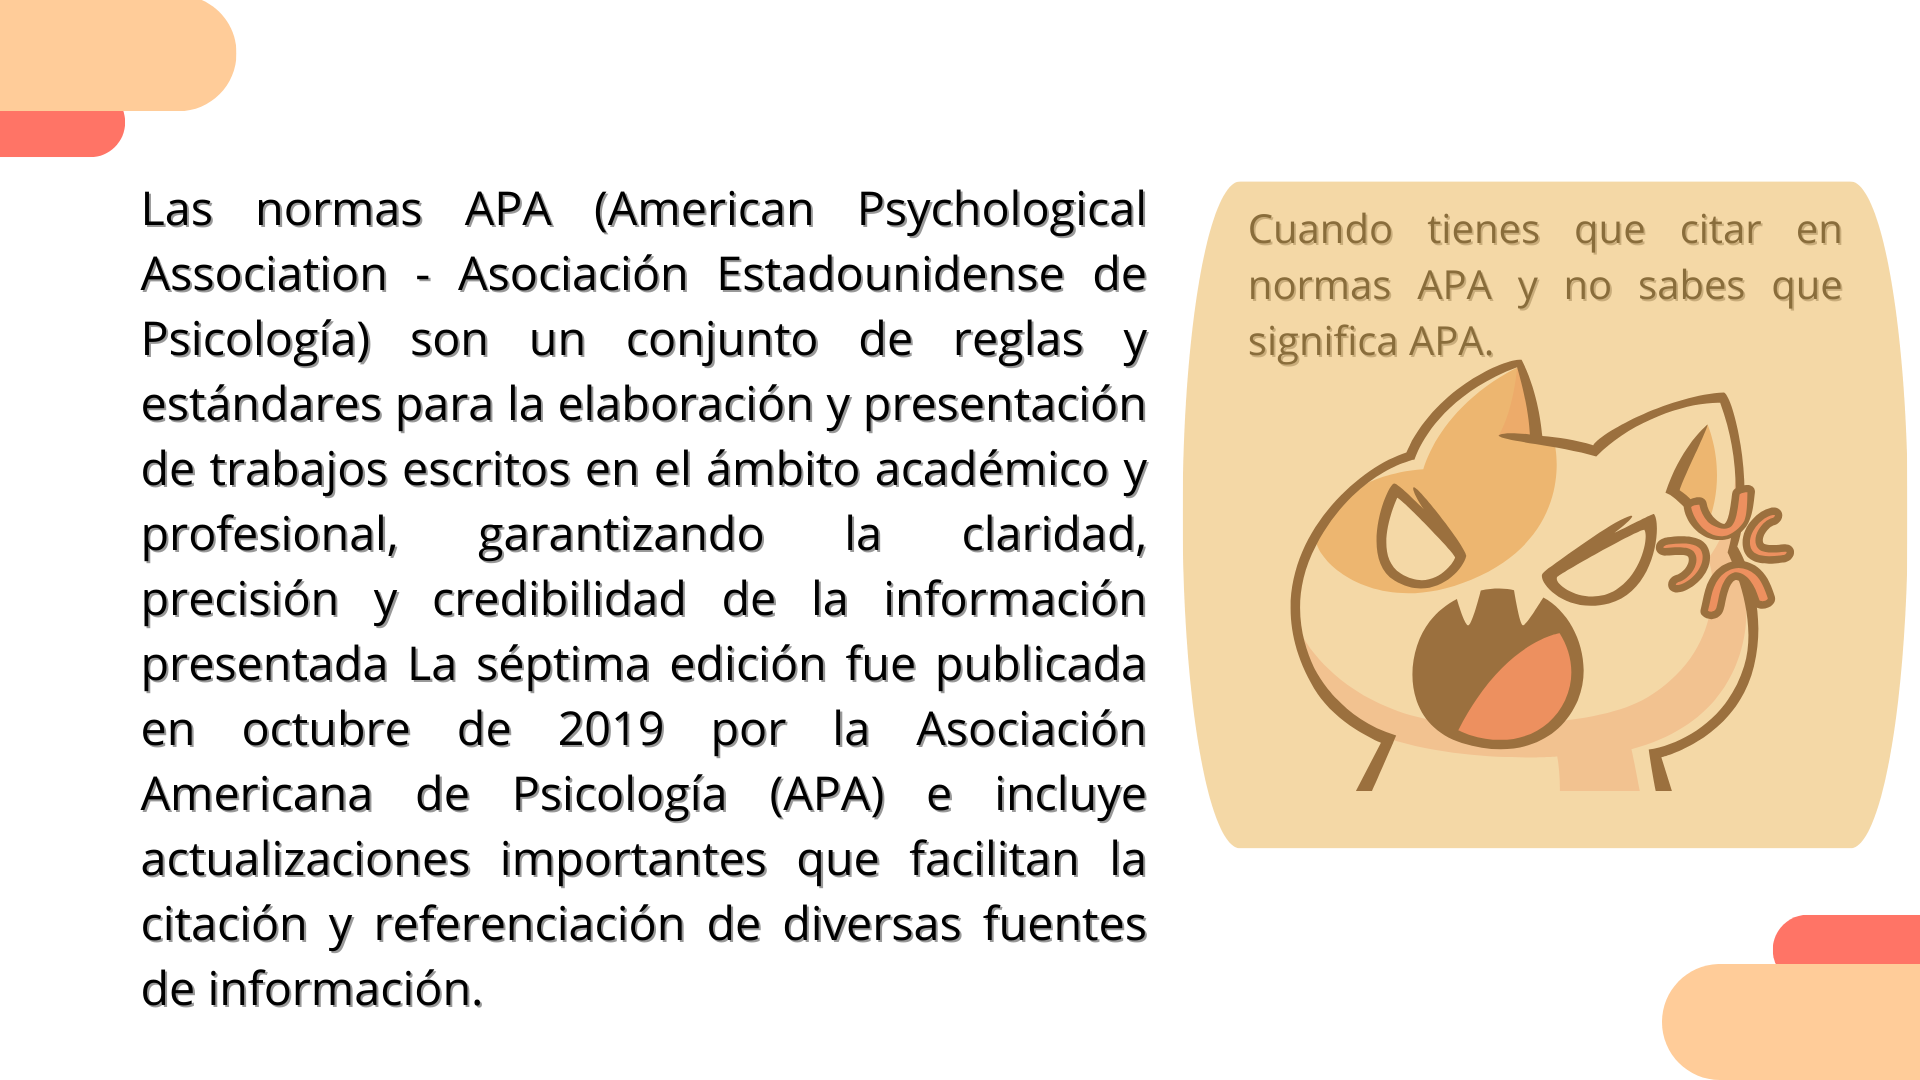 Las normas APA (American Psychological
Association - Asociación Estadounidense de
Psicología) son un conjunto de reglas y
estándares para la elaboración y presentación
de trabajos escritos en el ámbito académico y
profesional, garantizando la claridad,
precisión y credibilidad de la información
presentada La séptima edición fue publicada
en octubre de 2019 por la Asociación
Americana de Psicología (APA) e incluye
actualizaciones importantes que facilitan la
citación y referenciación de diversas fuentes
de información.
Cuando tienes que citar en
normas APA y no sabes que
significa APA.